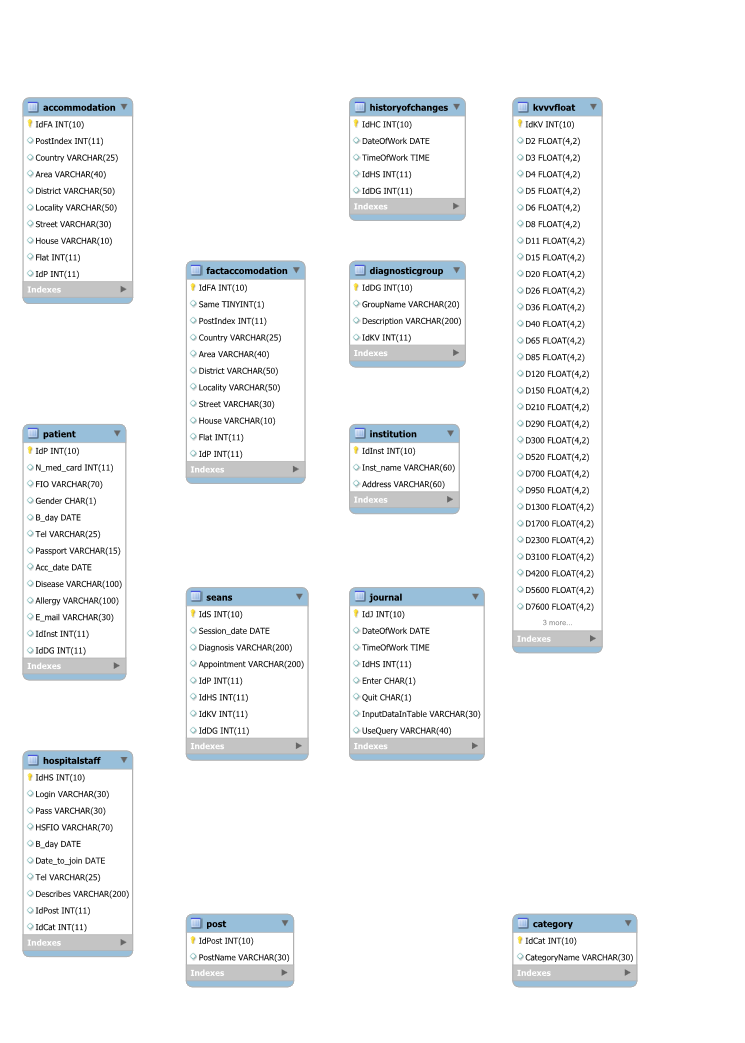 accommodation
IdFA INT(10)
PostIndex INT(11)
Country VARCHAR(25)
Area VARCHAR(40)
District VARCHAR(50)
Locality VARCHAR(50)
Street VARCHAR(30)
House VARCHAR(10)
Flat INT(11)
IdP INT(11)
Indexes
historyofchanges
IdHC INT(10)
DateOfWork DATE
TimeOfWork TIME
IdHS INT(11)
IdDG INT(11)
Indexes
kvvvfloat
IdKV INT(10)
D2 FLOAT(4,2)
D3 FLOAT(4,2)
D4 FLOAT(4,2)
D5 FLOAT(4,2)
D6 FLOAT(4,2)
D8 FLOAT(4,2)
D11 FLOAT(4,2)
D15 FLOAT(4,2)
D20 FLOAT(4,2)
D26 FLOAT(4,2)
D36 FLOAT(4,2)
D40 FLOAT(4,2)
D65 FLOAT(4,2)
D85 FLOAT(4,2)
D120 FLOAT(4,2)
D150 FLOAT(4,2)
D210 FLOAT(4,2)
D290 FLOAT(4,2)
D300 FLOAT(4,2)
D520 FLOAT(4,2)
D700 FLOAT(4,2)
D950 FLOAT(4,2)
D1300 FLOAT(4,2)
D1700 FLOAT(4,2)
D2300 FLOAT(4,2)
D3100 FLOAT(4,2)
D4200 FLOAT(4,2)
D5600 FLOAT(4,2)
D7600 FLOAT(4,2)
3 more...
Indexes
factaccomodation
IdFA INT(10)
Same TINYINT(1)
PostIndex INT(11)
Country VARCHAR(25)
Area VARCHAR(40)
District VARCHAR(50)
Locality VARCHAR(50)
Street VARCHAR(30)
House VARCHAR(10)
Flat INT(11)
IdP INT(11)
Indexes
diagnosticgroup
IdDG INT(10)
GroupName VARCHAR(20)
Description VARCHAR(200)
IdKV INT(11)
Indexes
patient
IdP INT(10)
N_med_card INT(11)
FIO VARCHAR(70)
Gender CHAR(1)
B_day DATE
Tel VARCHAR(25)
Passport VARCHAR(15)
Acc_date DATE
Disease VARCHAR(100)
Allergy VARCHAR(100)
E_mail VARCHAR(30)
IdInst INT(11)
IdDG INT(11)
Indexes
institution
IdInst INT(10)
Inst_name VARCHAR(60)
Address VARCHAR(60)
Indexes
seans
IdS INT(10)
Session_date DATE
Diagnosis VARCHAR(200)
Appointment VARCHAR(200)
IdP INT(11)
IdHS INT(11)
IdKV INT(11)
IdDG INT(11)
Indexes
journal
IdJ INT(10)
DateOfWork DATE
TimeOfWork TIME
IdHS INT(11)
Enter CHAR(1)
Quit CHAR(1)
InputDataInTable VARCHAR(30)
UseQuery VARCHAR(40)
Indexes
hospitalstaff
IdHS INT(10)
Login VARCHAR(30)
Pass VARCHAR(30)
HSFIO VARCHAR(70)
B_day DATE
Date_to_join DATE
Tel VARCHAR(25)
Describes VARCHAR(200)
IdPost INT(11)
IdCat INT(11)
Indexes
post
IdPost INT(10)
PostName VARCHAR(30)
Indexes
category
IdCat INT(10)
CategoryName VARCHAR(30)
Indexes